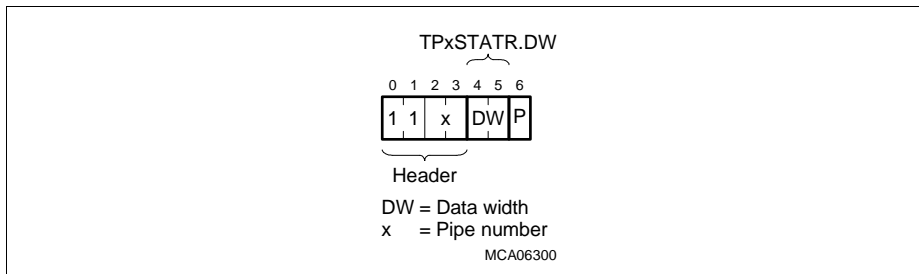 TPxSTATR.DW
0 1 2 3 4 5 6
1 1 x DW P
Header
DW = Data width
x = Pipe number
MCA06300